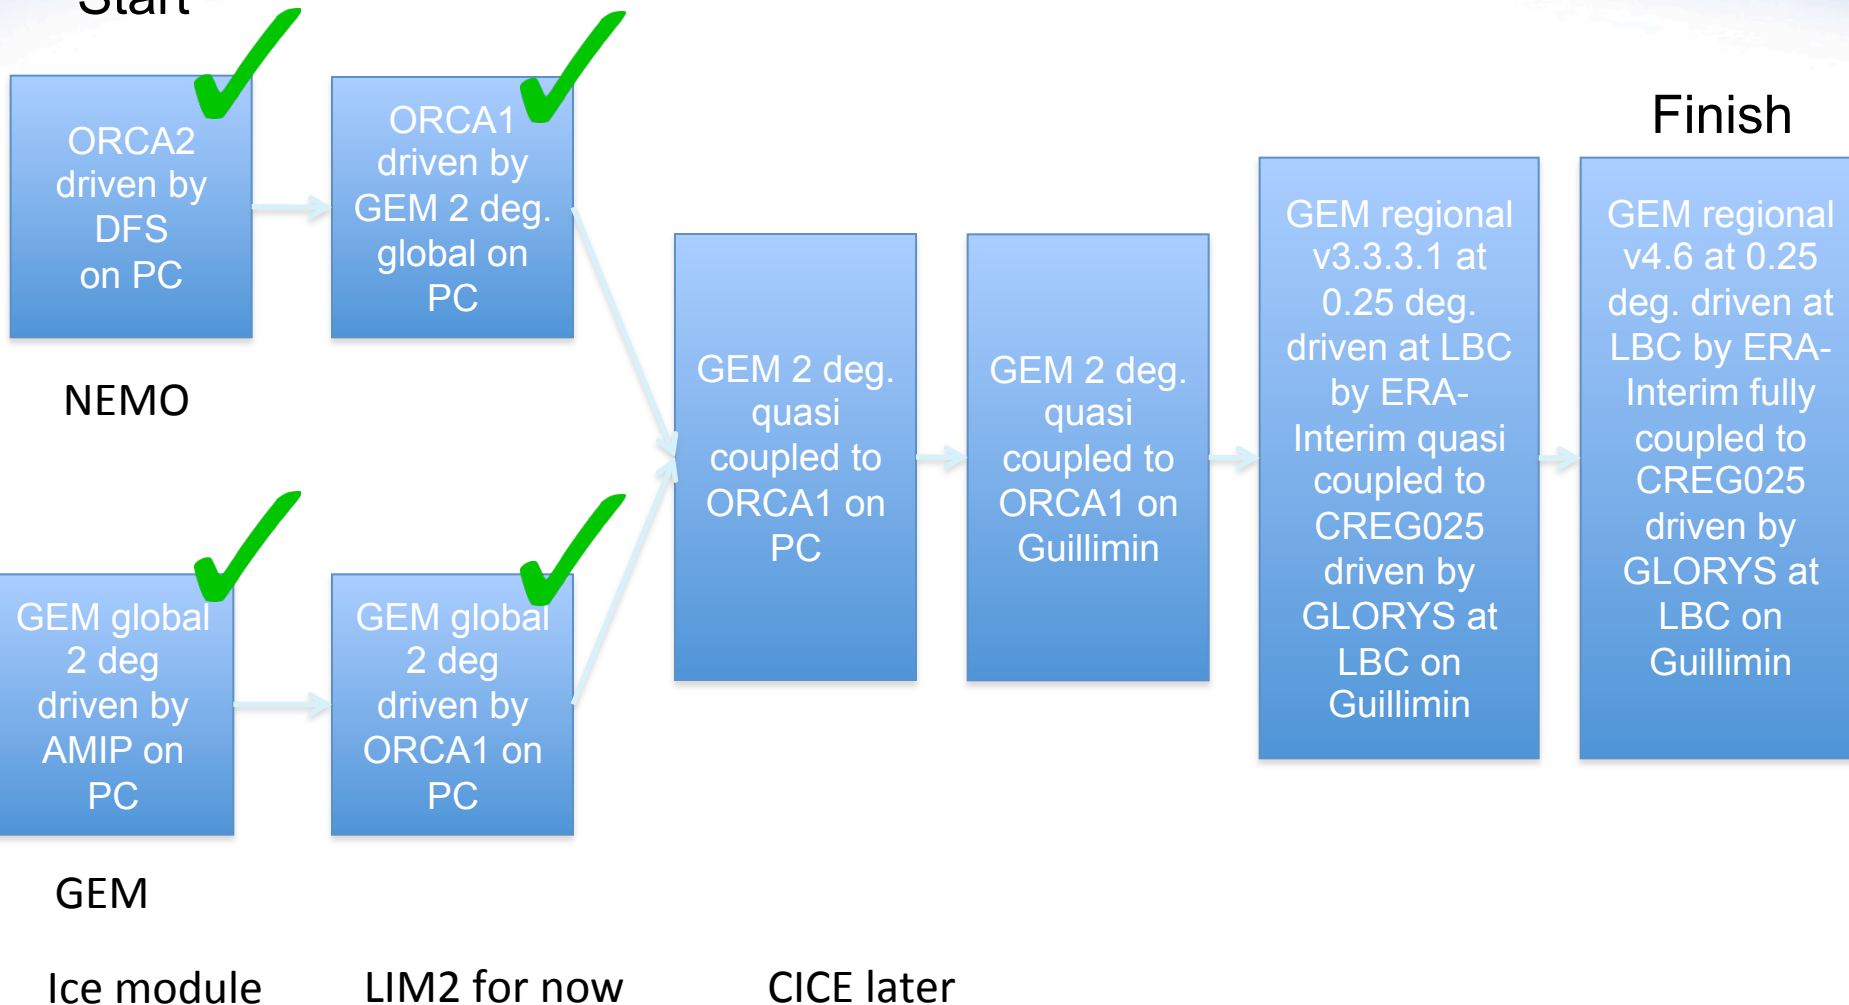 Start
ORCA2
driven by
DFS
on PC
ORCA1
driven by
GEM 2 deg.
global on
PC
NEMO
GEM global
2 deg
driven by
AMIP on
PC
GEM global
2 deg
driven by
ORCA1 on
PC
GEM
GEM 2 deg.
quasi
coupled to
ORCA1 on
PC
GEM 2 deg.
quasi
coupled to
ORCA1 on
Guillimin
GEM regional
v3.3.3.1 at
0.25 deg.
driven at LBC
by ERA-
Interim quasi
coupled to
CREG025
driven by
GLORYS at
LBC on
Guillimin
Finish
GEM regional
v4.6 at 0.25
deg. driven at
LBC by ERA-
Interim fully
coupled to
CREG025
driven by
GLORYS at
LBC on
Guillimin
Ice module
LIM2 for now
CICE later